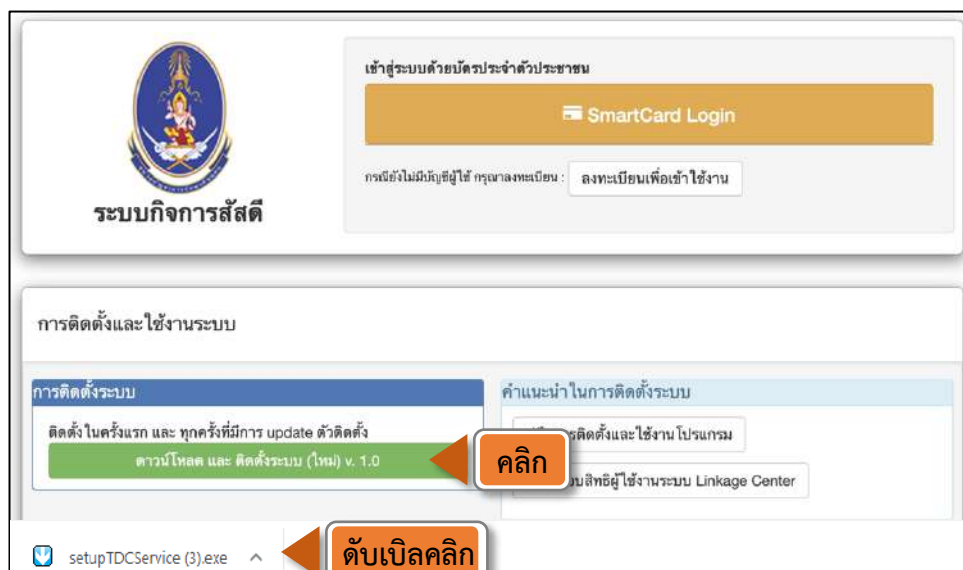 เข้าสู่ระบบด้วยบัตรประจำตัวประชาชน
SmartCard Login
กรณียังไม่มีบัญชีผู้ใช้ กรุณาลงทะเบียน : ลงทะเบียนเพื่อเข้าใช้งาน
ระบบกิจการสัสดี
การติดตั้งและใช้งานระบบ
การติดตั้งระบบ
ติดตั้งในครั้งแรก และ ทุกครั้งที่มีการ update ตัวติดตั้ง
ดาวน์โหลด และ ติดตั้งระบบ (ใหม่) v. 1.0
คลิก
คำแนะนำในการติดตั้งระบบ
ติดตั้งและใช้งานโปรแกรม
สิทธิผู้ใช้งานระบบ Linkage Center
setupTDCService (3).exe
ดับเบิลคลิก